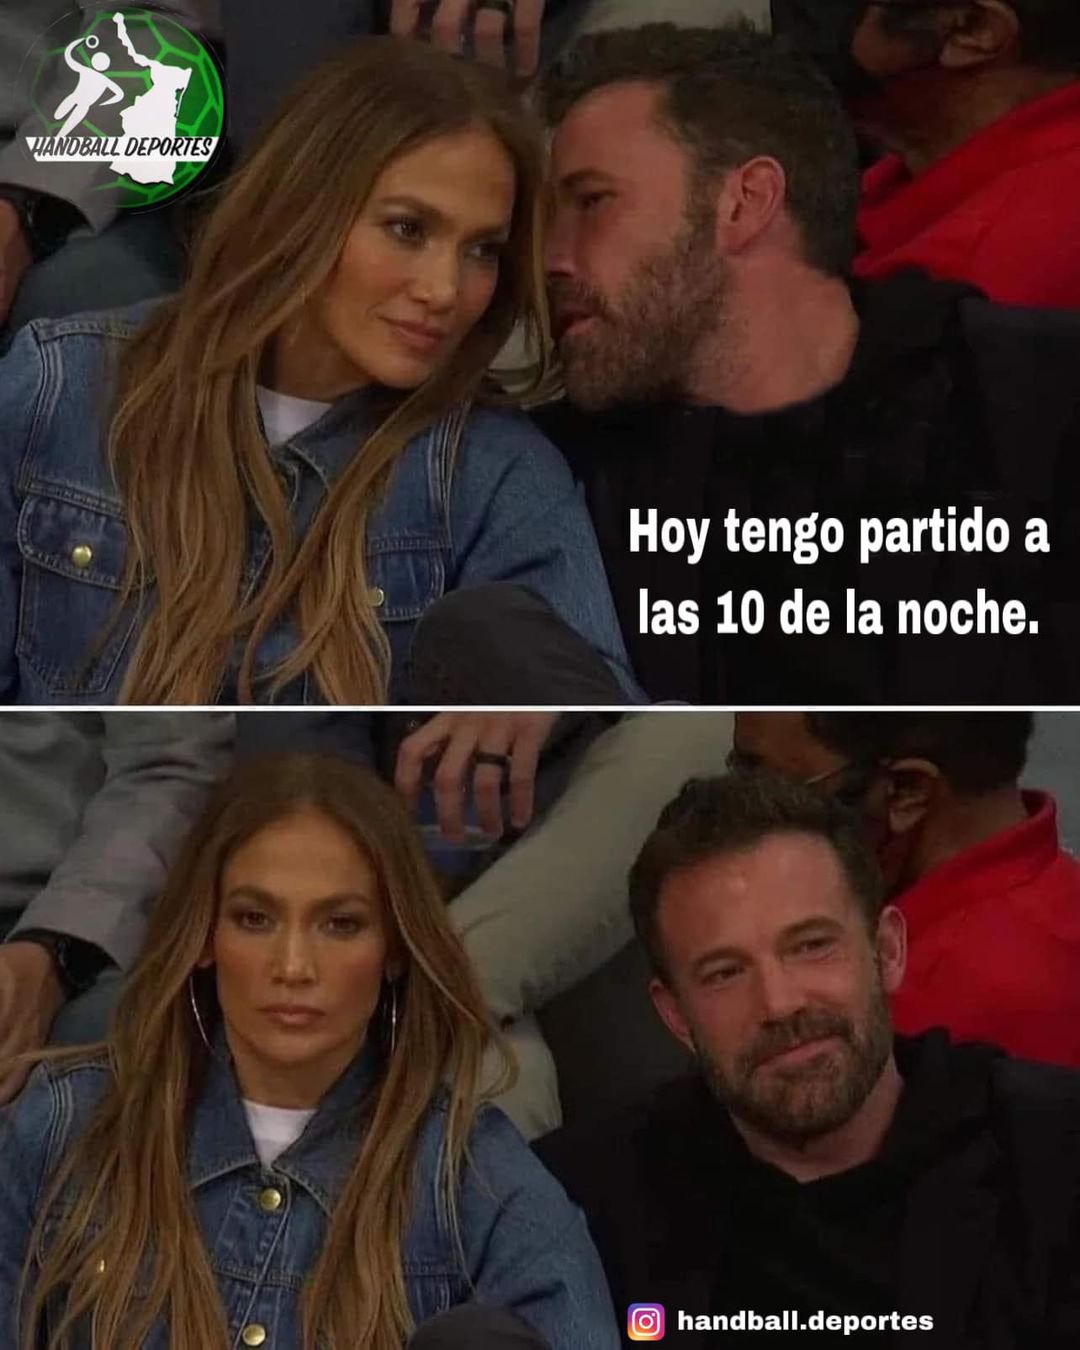 HANDBALL DEPORTES
Hoy tengo partido a
las 10 de la noche.
handball.deportes